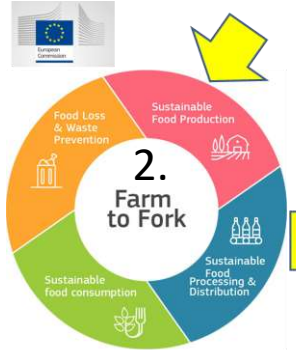 European
Commission
Food Loss
& Waste
Prevention
Sustainable
Food Production
2.
Farm
to Fork
Sustainable
Food
Processing &
Distribution
Sustainable
food consumption